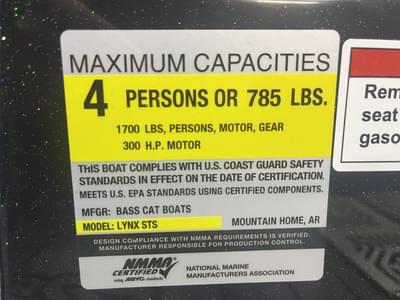 MAXIMUM CAPACITIES
4 PERSONS OR 785 LBS.
1700 LBS, PERSONS, MOTOR, GEAR
300 H.P. MOTOR
THIS BOAT COMPLIES WITH U.S. COAST GUARD SAFETY
STANDARDS IN EFFECT ON THE DATE OF CERTIFICATION.
MEETS U.S. EPA STANDARDS USING CERTIFIED COMPONENTS.
MFGR: BASS CAT BOATS
MODEL: LYNX STS MOUNTAIN HOME, AR
DESIGN COMPLIANCE WITH NMMA REQUIREMENTS IS VERIFIED.
MANUFACTURER RESPONSIBLE FOR PRODUCTION CONTROL.
NMMA
CERTIFIED
using ABYC standards
NATIONAL MARINE
MANUFACTURERS ASSOCIATION
Rem
seat
gaso